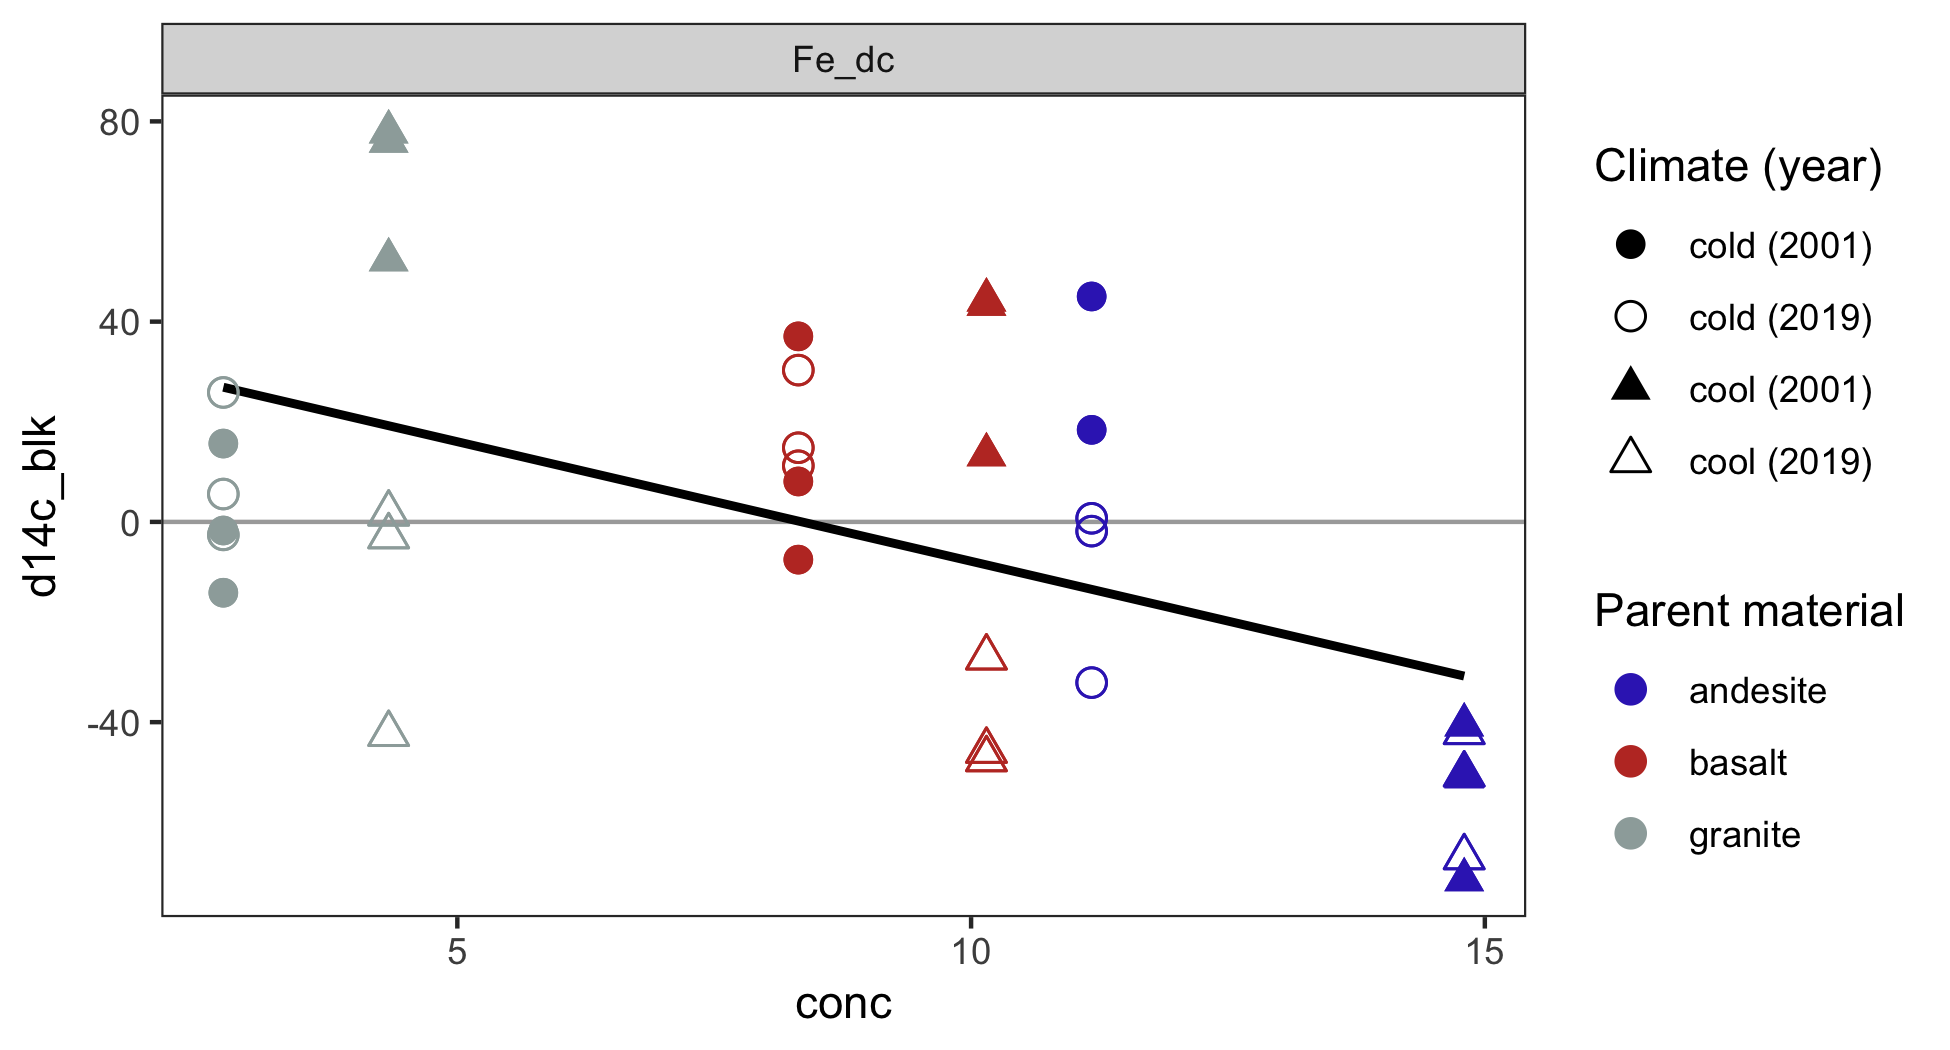 Fe_dc
80
40
0
-40
d14c_blk
5
10
15
conc
Climate (year)
cold (2001)
cold (2019)
cool (2001)
cool (2019)
Parent material
andesite
basalt
granite